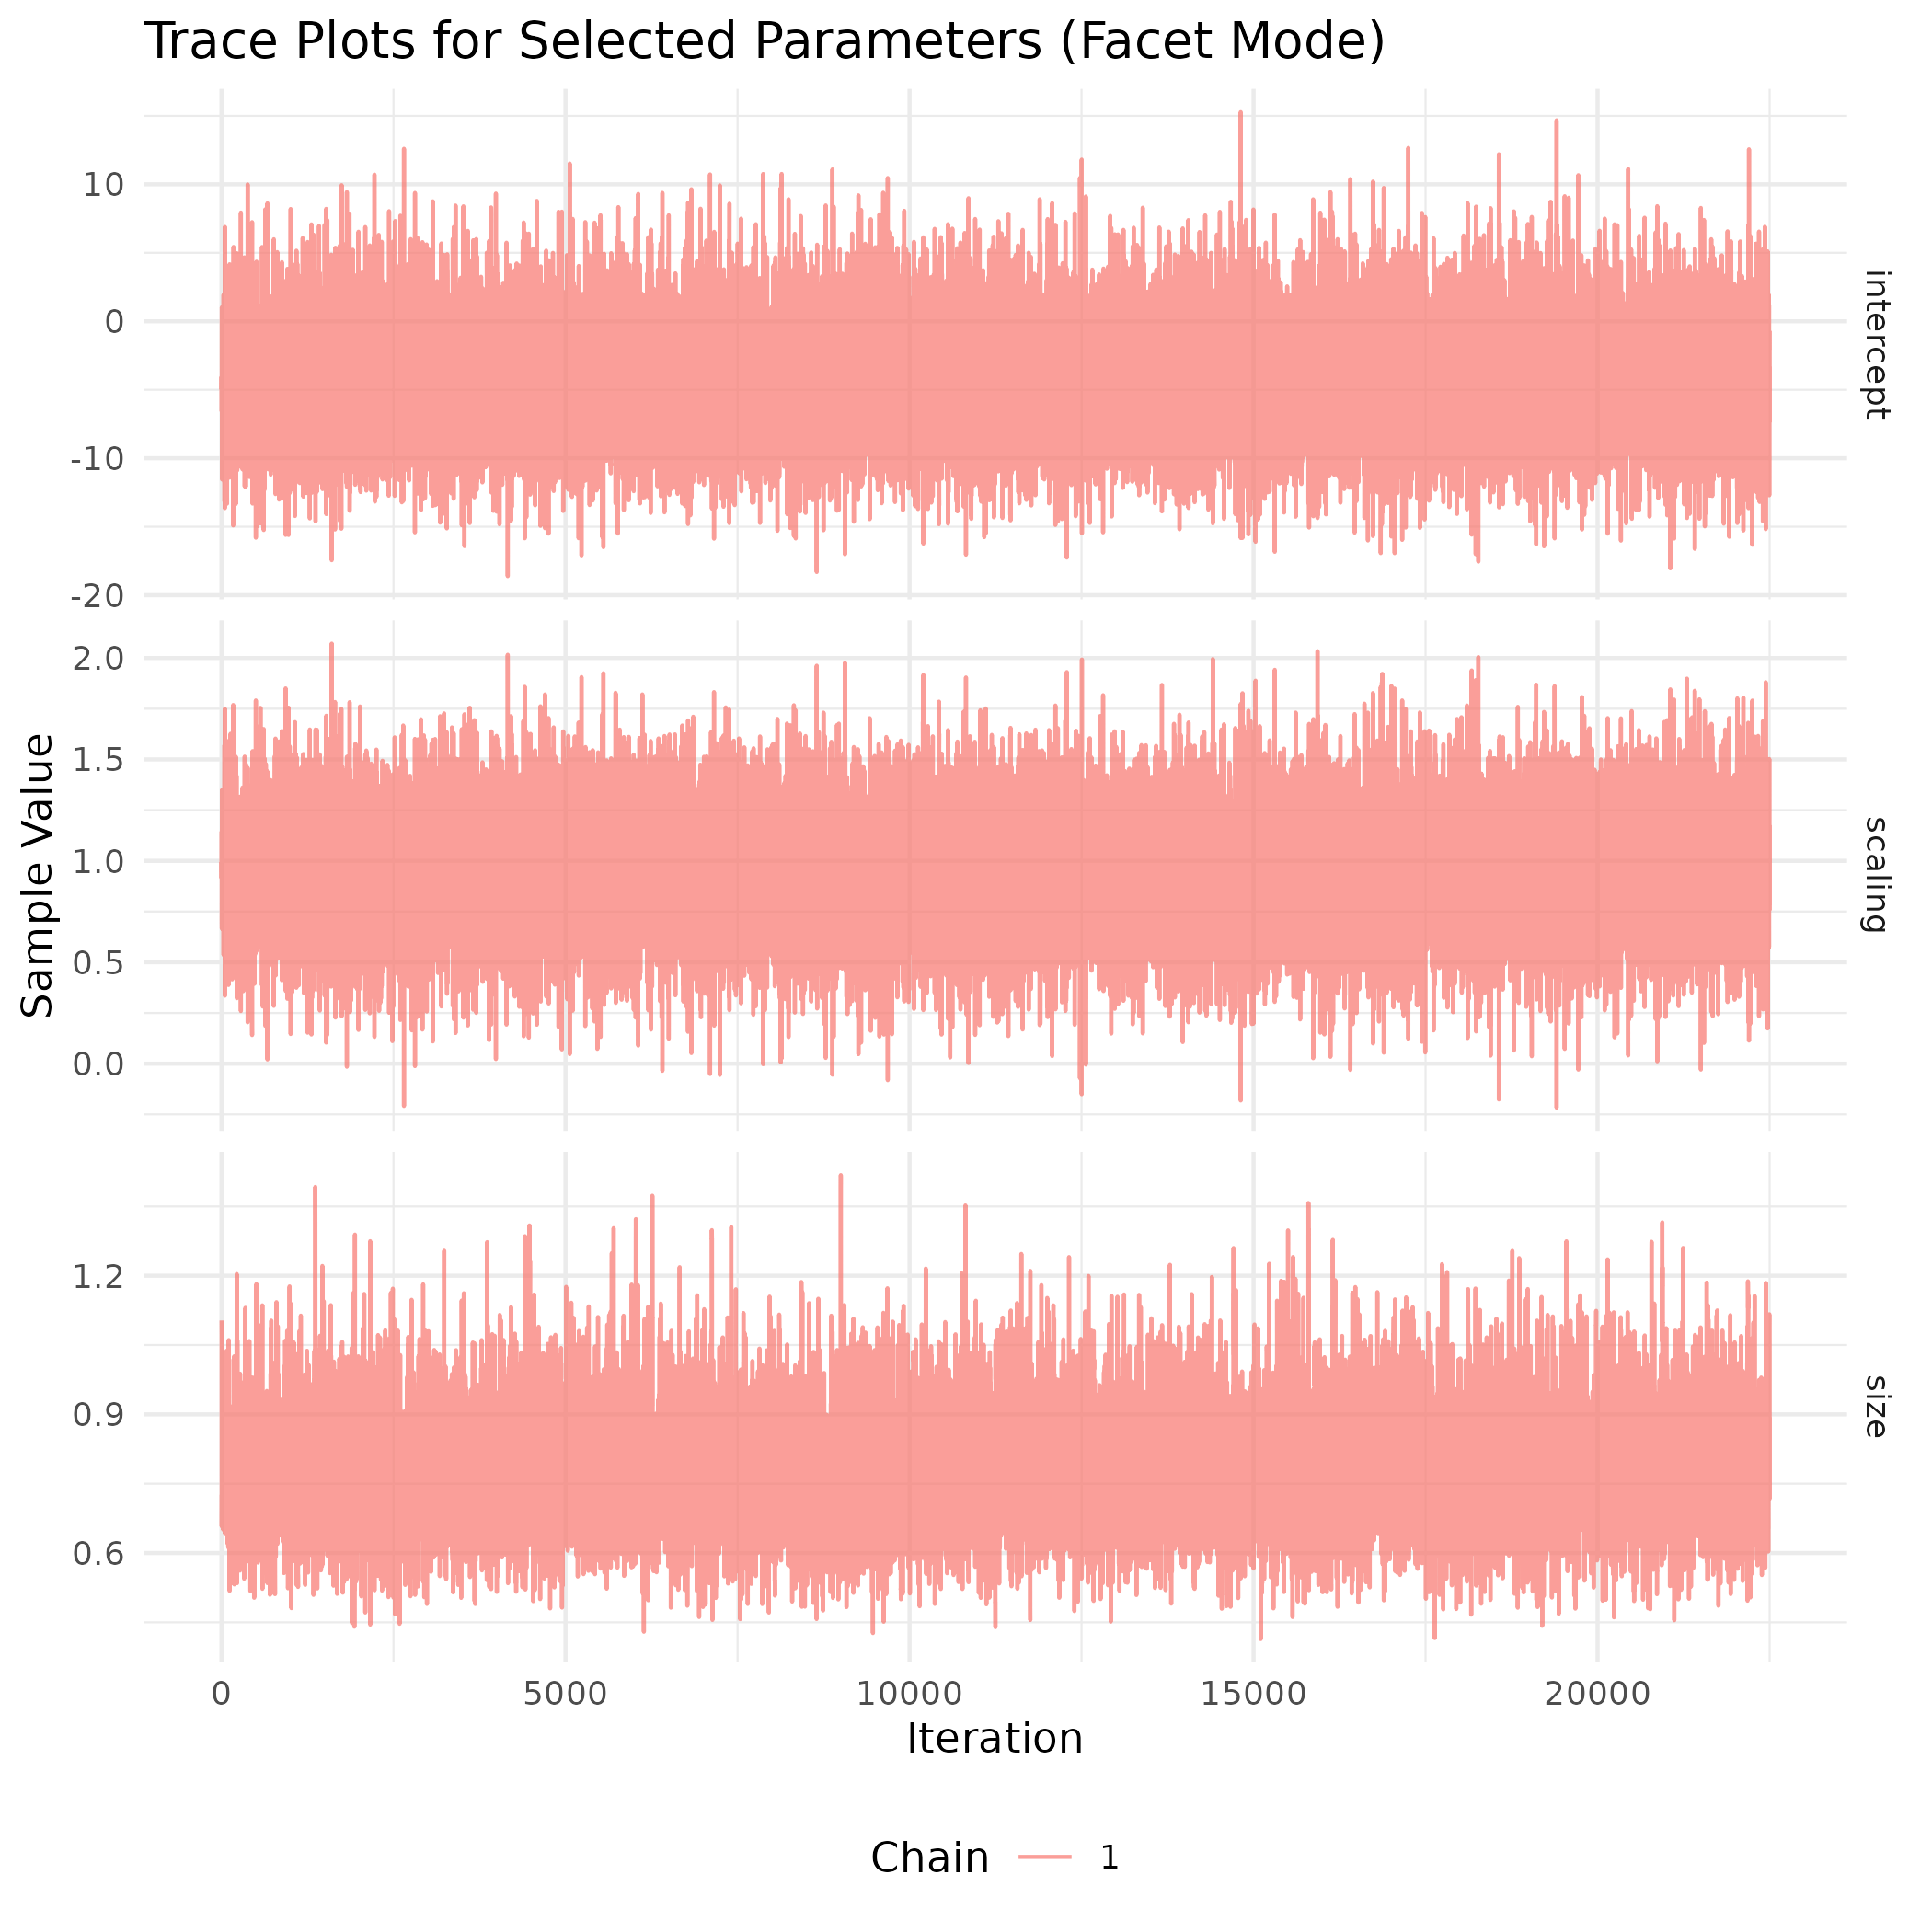 Trace Plots for Selected Parameters (Facet Mode)
10
0
-10
-20
intercept
2.0
1.5
1.0
0.5
0.0
scaling
Sample Value
1.2
0.9
0.6
size
0 5000 10000 15000 20000
Iteration
Chain 1